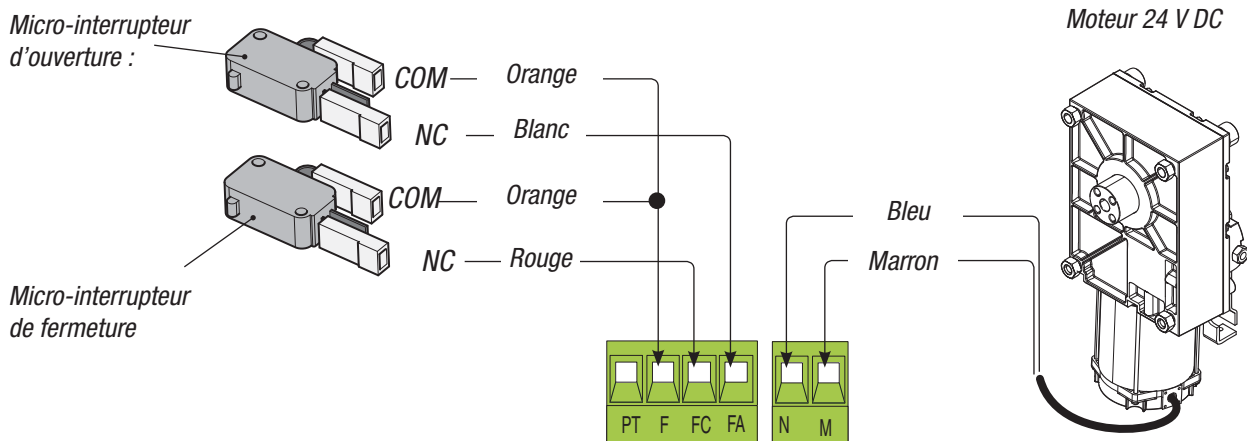 Micro-interrupteur
d'ouverture :
Moteur 24 V DC
COM
Orange
NC
Blanc
COM
Orange
NC
Rouge
Bleu
Marron
Micro-interrupteur
de fermeture
PT F FC FA N M